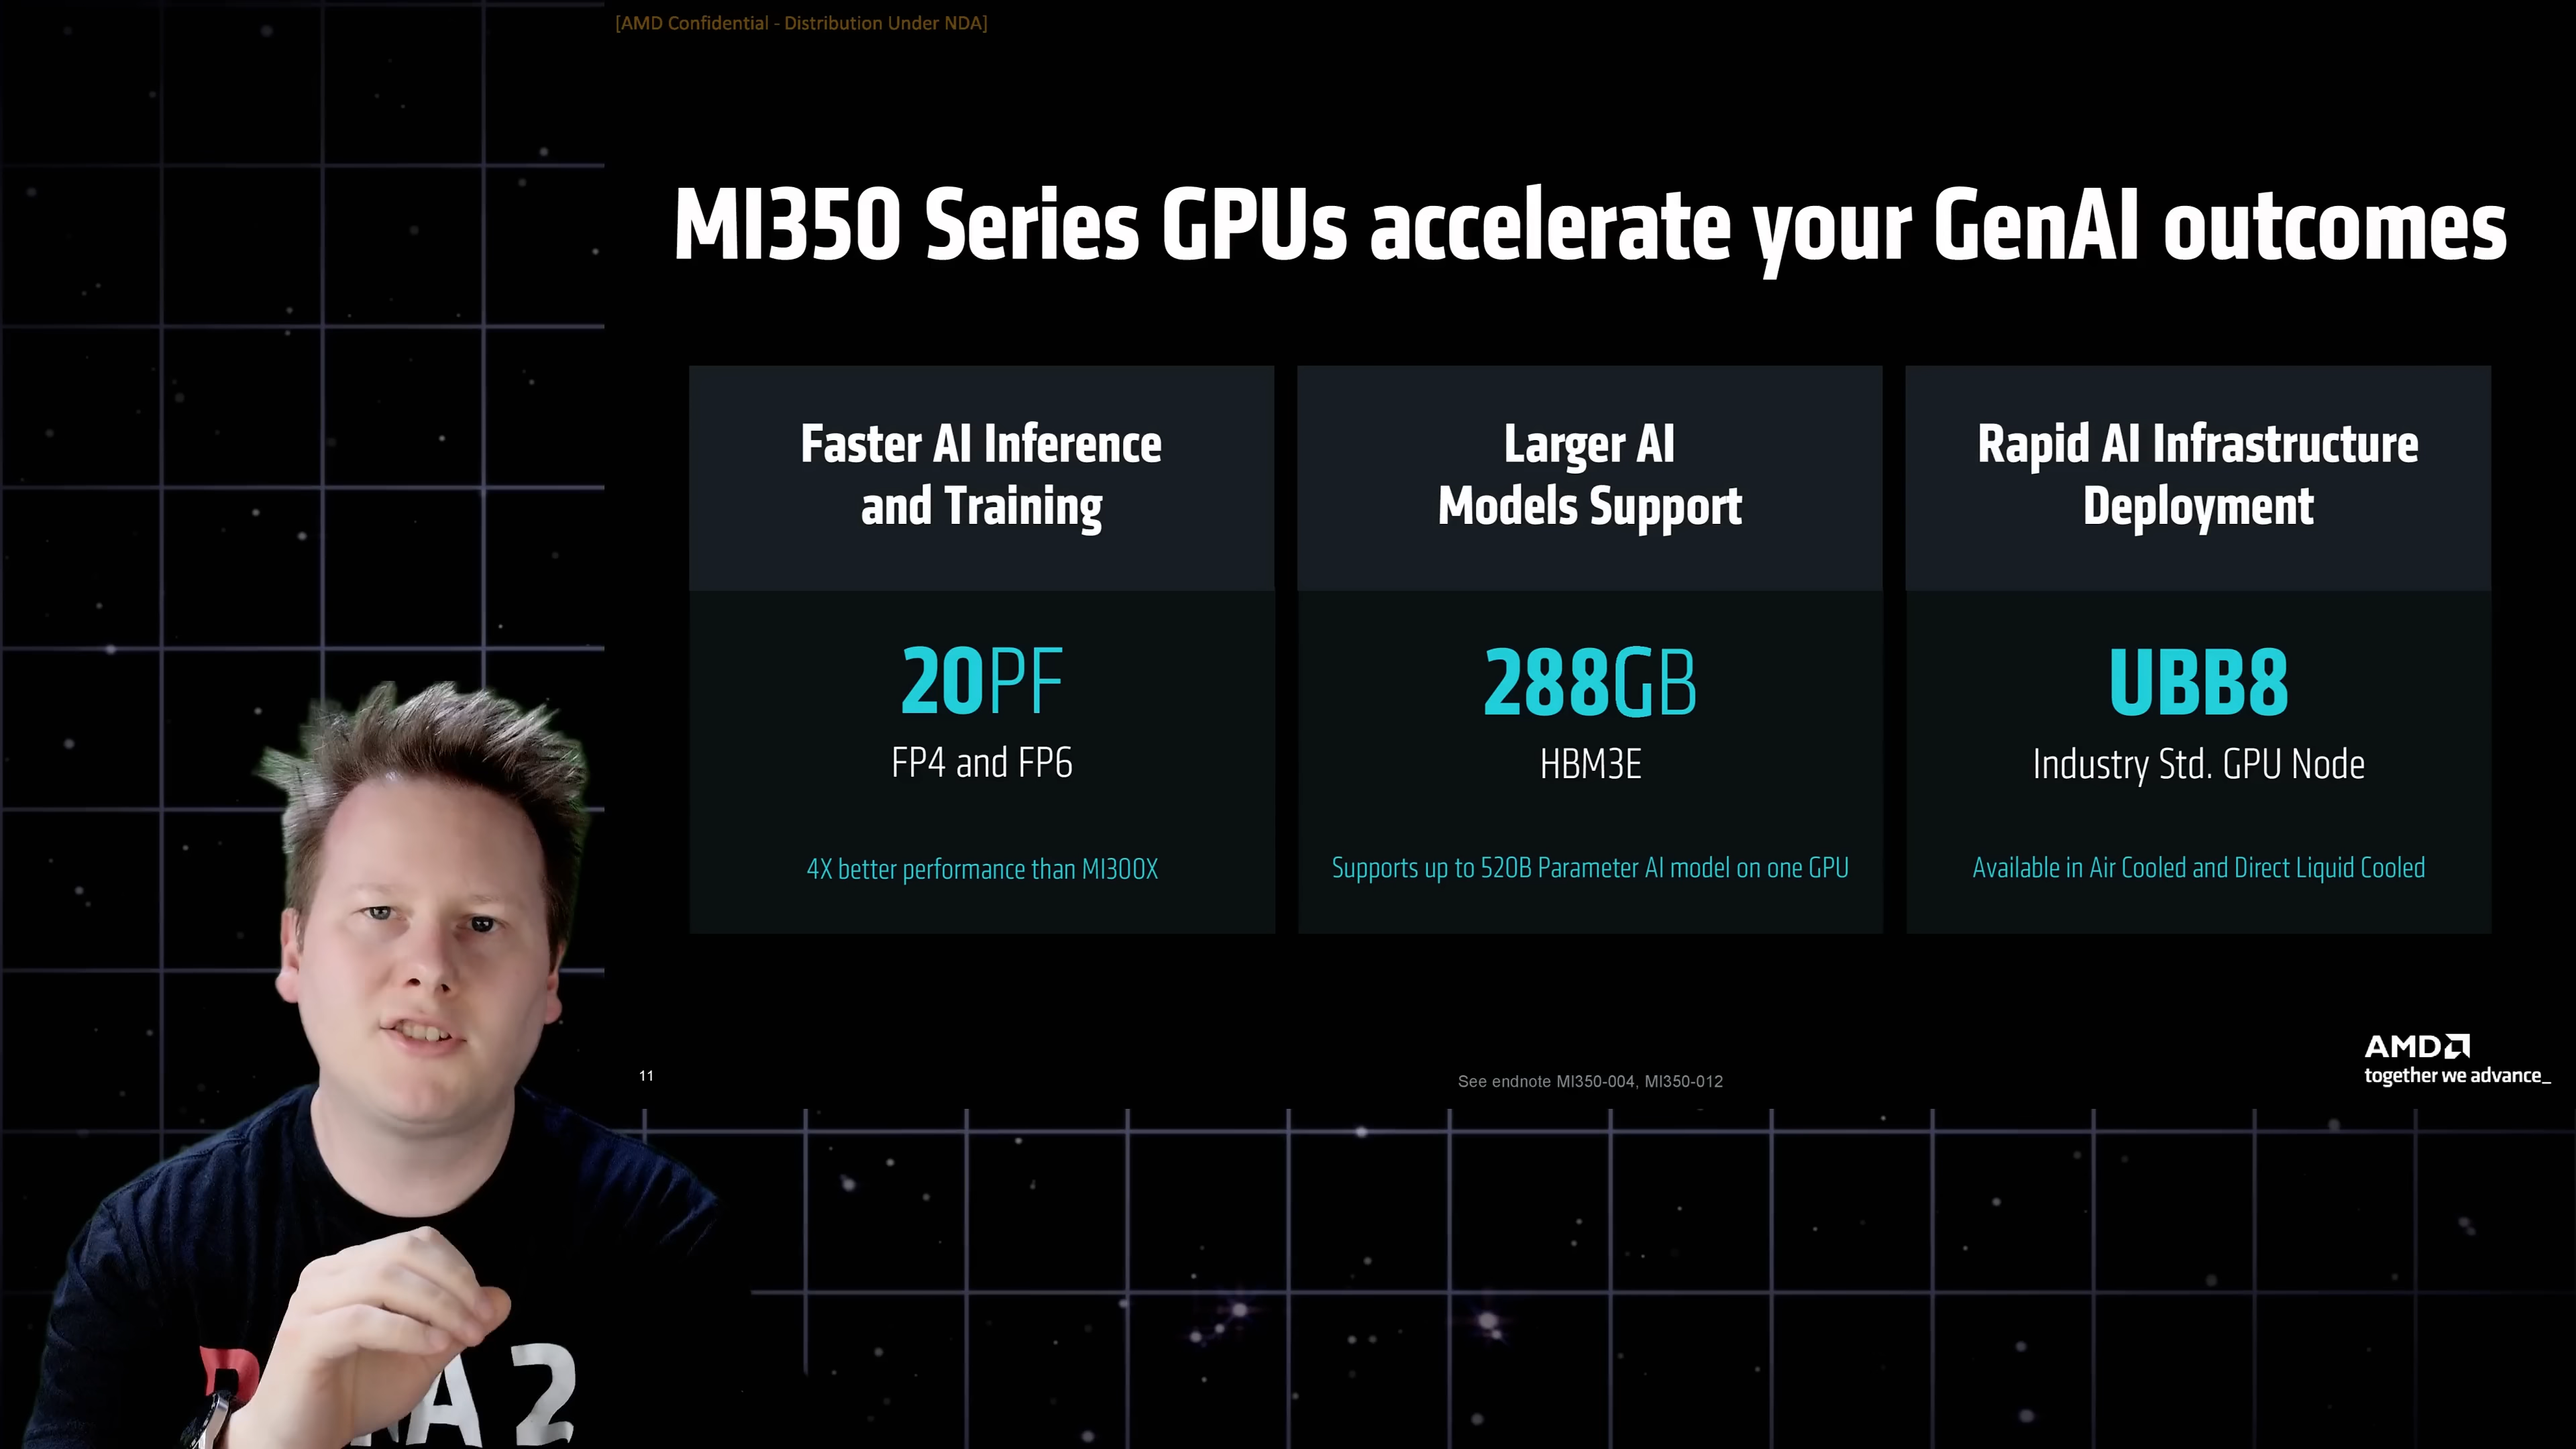 [AMD Confidential - Distribution Under NDA]
MI350 Series GPUs accelerate your GenAI outcomes
Faster AI Inference
and Training
20PF
FP4 and FP6
4X better performance than MI300X
Larger AI
Models Support
288GB
HBM3E
Supports up to 520B Parameter AI model on one GPU
Rapid AI Infrastructure
Deployment
UBB8
Industry Std. GPU Node
Available in Air Cooled and Direct Liquid Cooled
11
See endnote MI350-004, MI350-012
AMD
together we advance_
2